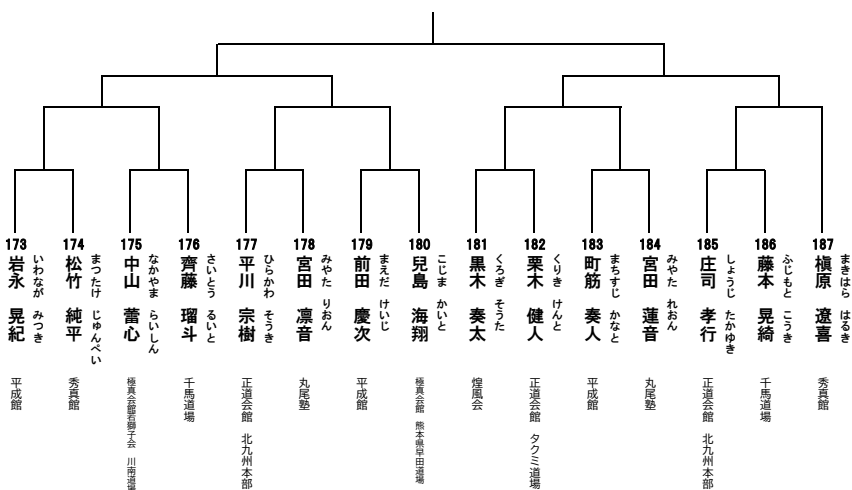 173
岩永 晃紀
いわなが みつき
平成館
174
松竹 純平
まつたけ じゅんぺい
秀真館
175
中山 蕾心
なかやま らいしん
極真会館若獅子会 川南道場
176
齊藤 瑠斗
さいとう るいと
千馬道場
177
平川 宗樹
ひらかわ そうき
正道会館 北九州本部
178
宮田 凛音
みやた りおん
丸尾塾
179
前田 慶次
まえだ けいじ
平成館
180
兒島 海翔
こじま かいと
極真会館 熊本県早田道場
181
黒木 奏太
くろぎ そうた
煌風会
182
栗木 健人
くりき けんと
正道会館 タクミ道場
183
町筋 奏人
まちすじ かなと
平成館
184
宮田 蓮音
みやた れおん
丸尾塾
185
庄司 孝行
しょうじ たかゆき
正道会館 北九州本部
186
藤本 晃綺
ふじもと こうき
千馬道場
187
槇原 遼喜
まきはら はるき
秀真館